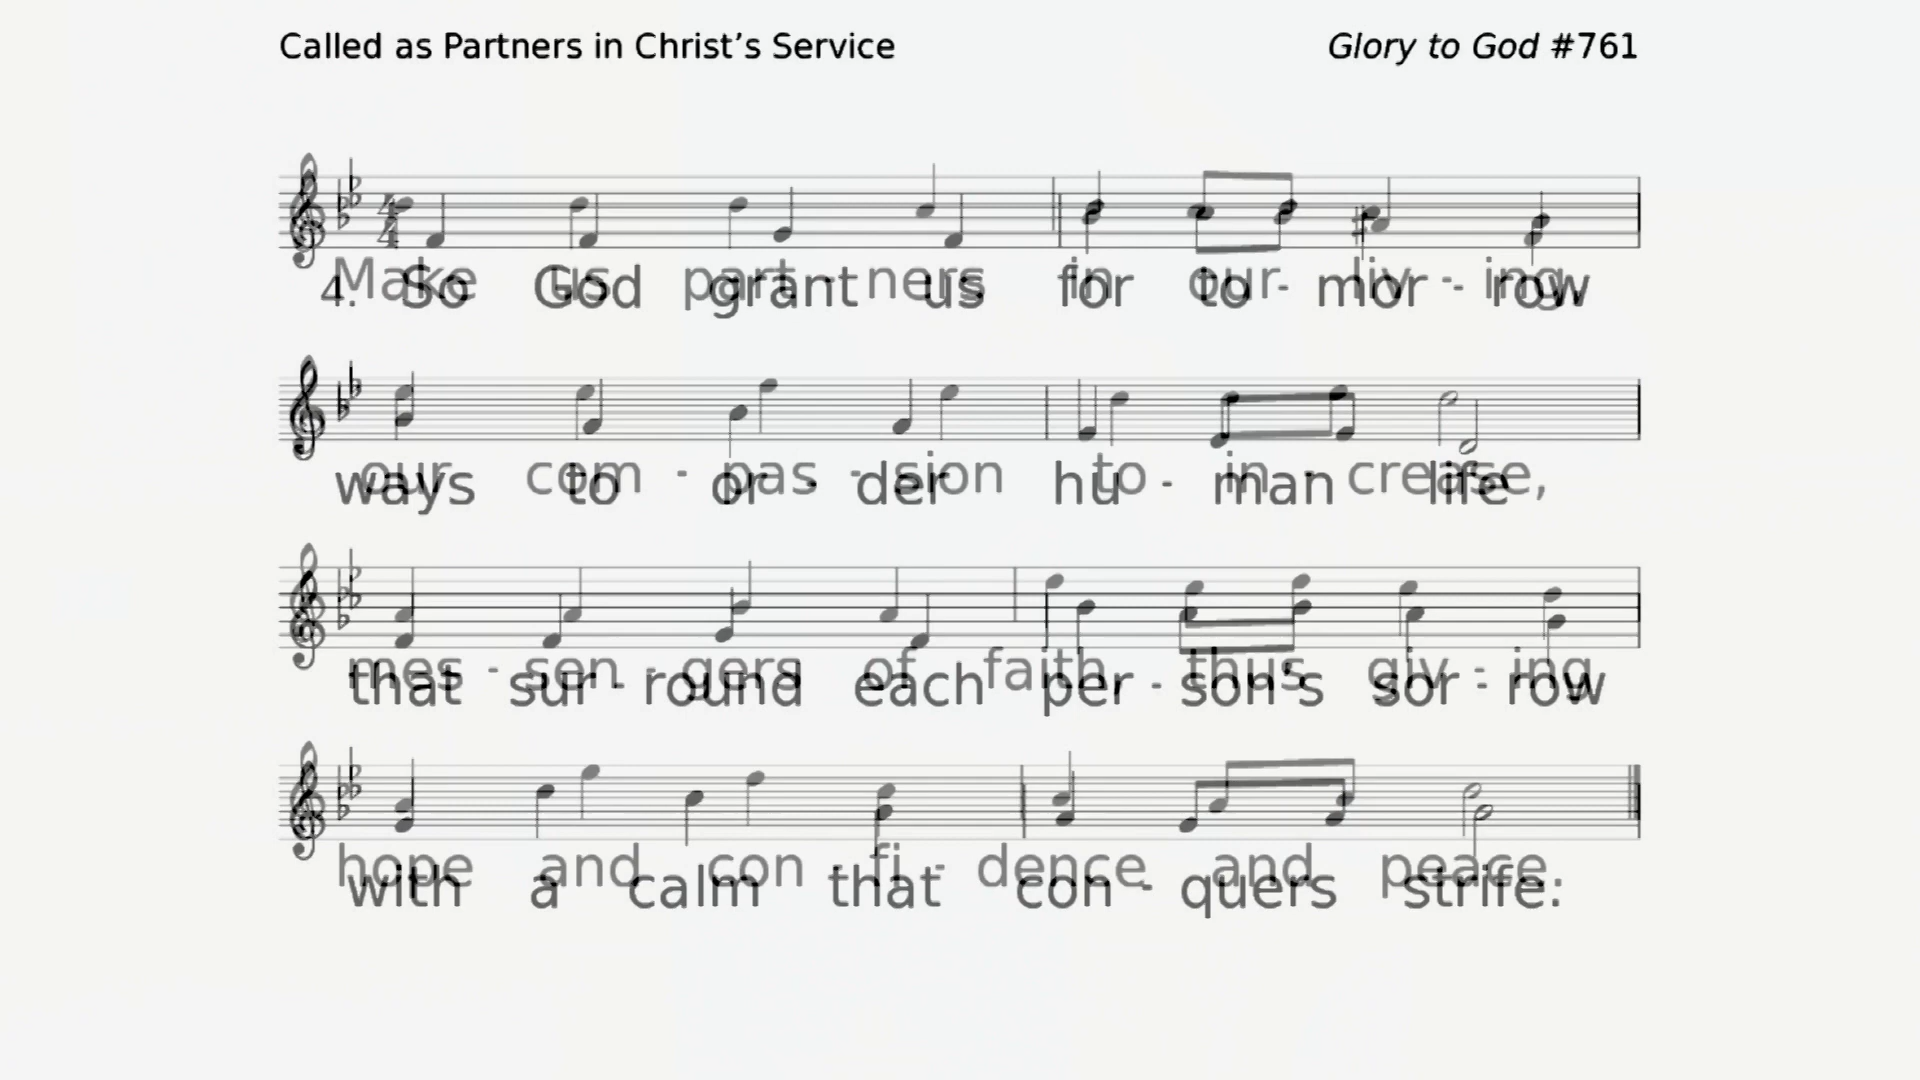 Called as Partners in Christ’s Service
Glory to God #761
4. So God grant us for to - mor - row
Make us part - ners in our liv - ing,
ways to or - der hu - man life
our com - pas - sion to in - crease,
that sur - round each per - son's sor - row
mes - sen - gers of faith, thus giv - ing
with a calm that con - quers strife:
hope and con - fi - dence and peace.